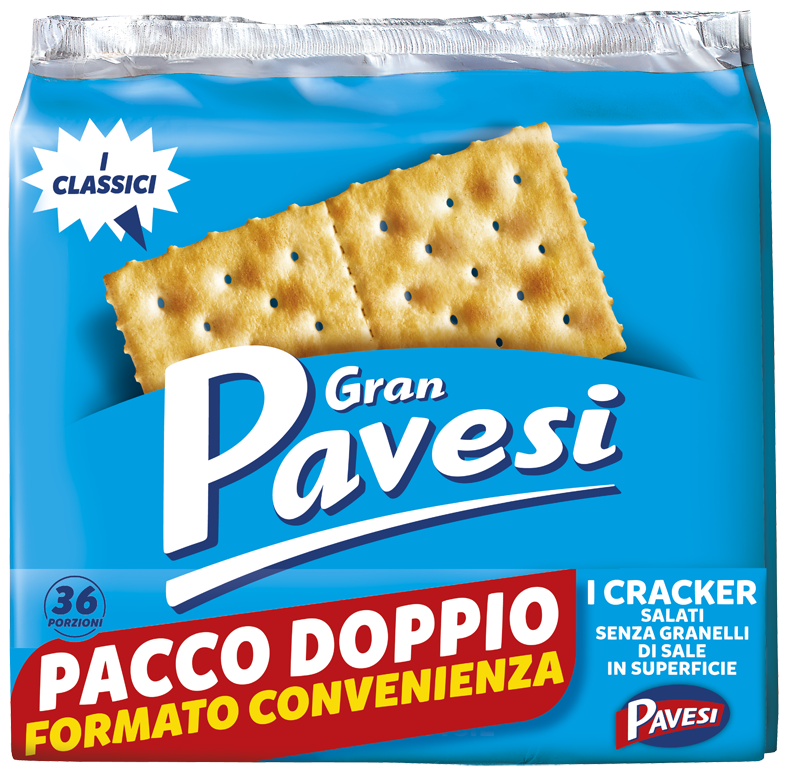 I
CLASSICI
Gran
Pavesi
36
PORZIONI
PACCO DOPPIO
FORMATO CONVENIENZA
I CRACKER
SALATI
SENZA GRANELLI
DI SALE
IN SUPERFICIE
PAVESI